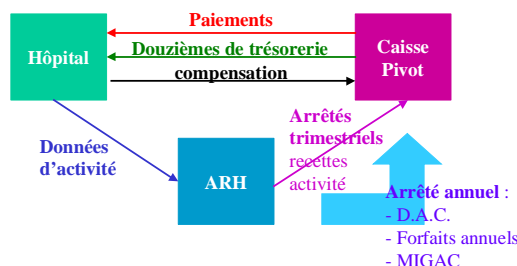 Paiements
Hôpital
Douzièmes de trésorerie
compensation
Caisse
Pivot
Données
d'activité
ARH
Arrêtés
trimestriels
recettes
activité
Arrêté annuel :
- D.A.C.
- Forfaits annuels
- MIGAC